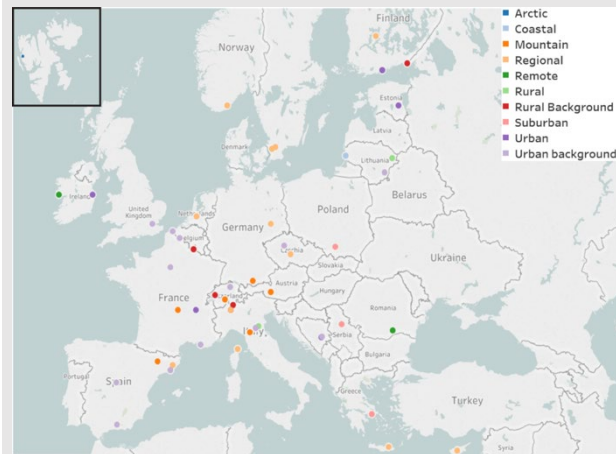 Finland
Norway
Estonia
Latvia
Denmark
Lithuania
Belarus
Ireland
United
Kingdom
Netherlands
Poland
Germany
Belgium
Czechia
Ukraine
Slovakia
France
Austria
Hungary
Romania
Italy
Serbia
Bulgaria
Portugal
Spain
Greece
Turkey
Syria
Arctic
Coastal
Mountain
Regional
Remote
Rural
Rural Background
Suburban
Urban
Urban background